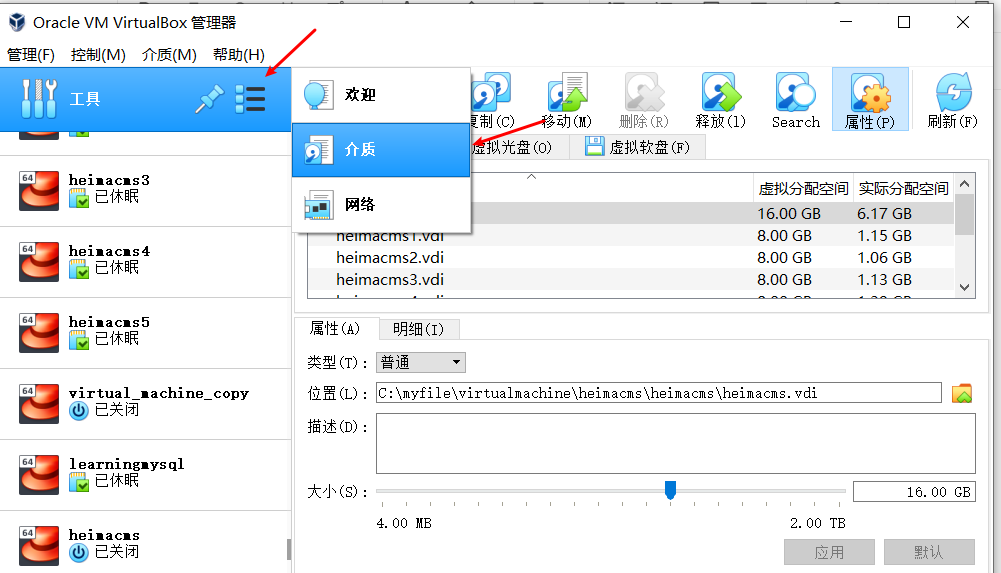 Oracle VM VirtualBox 管理器
管理(F) 控制(M) 介质(M) 帮助(H)
工具
欢迎
介质
网络
复制(C) 移动(M) 删除(R) 释放(l) Search 属性(P) 刷新(F)
虚拟光盘(O) 虚拟软盘(F)
虚拟分配空间 实际分配空间
16.00 GB 6.17 GB
heimacms1.vdi 8.00 GB 1.15 GB
heimacms2.vdi 8.00 GB 1.06 GB
heimacms3.vdi 8.00 GB 1.13 GB
64
heimacms3
已休眠
64
heimacms4
已休眠
64
heimacms5
已休眠
64
virtual_machine_copy
已关闭
64
learningmysql
已休眠
64
heimacms
已关闭
属性(A) 明细(I)
类型(T): 普通
位置(L): C:\myfile\virtualmachine\heimacms\heimacms\heimacms.vdi
描述(D):
大小(S): 16.00 GB
4.00 MB 2.00 TB
应用 默认